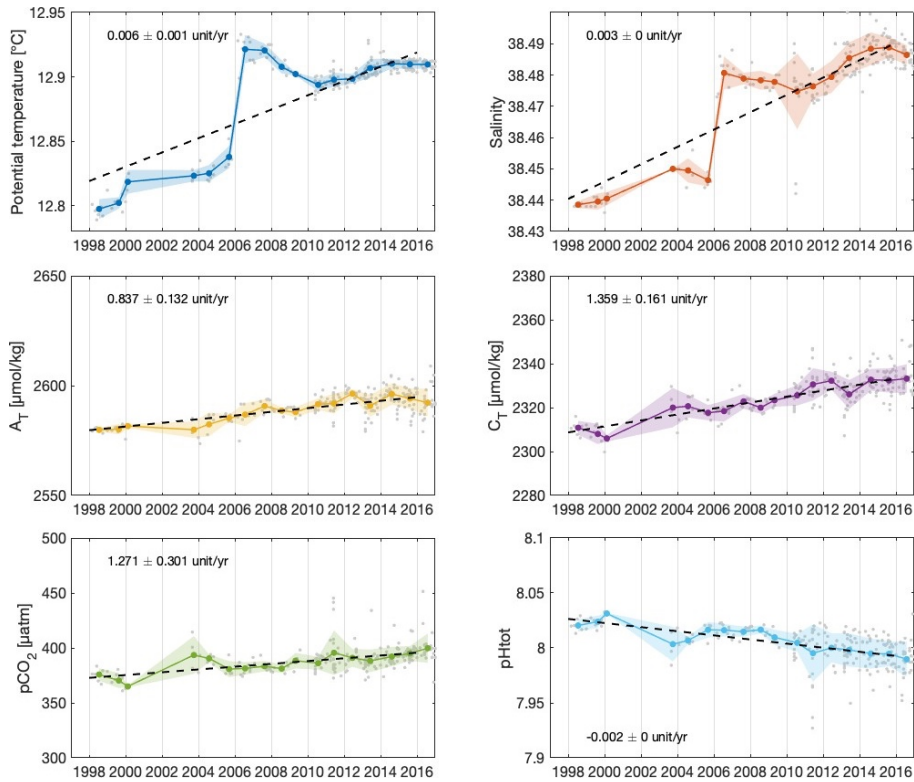 12.95
12.9
12.85
12.8
Potential temperature [°C]
0.006 ± 0.001 unit/yr
1998 2000 2002 2004 2006 2008 2010 2012 2014 2016
38.49
38.48
38.47
38.45
38.44
38.43
Salinity
0.003 ± 0 unit/yr
1998 2000 2002 2004 2006 2008 2010 2012 2014 2016
2650
2600
2550
A_T [µmol/kg]
0.837 ± 0.132 unit/yr
1998 2000 2002 2004 2006 2008 2010 2012 2014 2016
2380
2360
2340
2320
2300
2280
C_T [µmol/kg]
1.359 ± 0.161 unit/yr
1998 2000 2002 2004 2006 2008 2010 2012 2014 2016
500
450
400
350
300
pCO₂ [µatm]
1.271 ± 0.301 unit/yr
1998 2000 2002 2004 2006 2008 2010 2012 2014 2016
8.1
8.05
8
7.95
7.9
pHtot
-0.002 ± 0 unit/yr
1998 2000 2002 2004 2006 2008 2010 2012 2014 2016